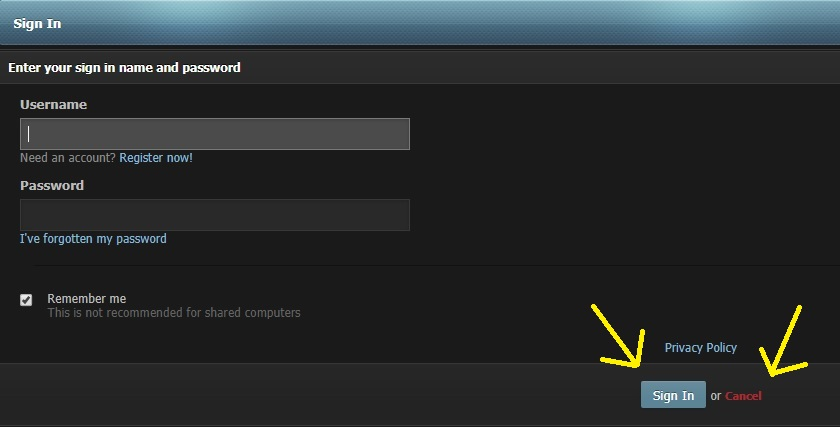 Sign In
Enter your sign in name and password
Username
Need an account? Register now!
Password
I've forgotten my password
Remember me
This is not recommended for shared computers
Privacy Policy
Sign In or Cancel